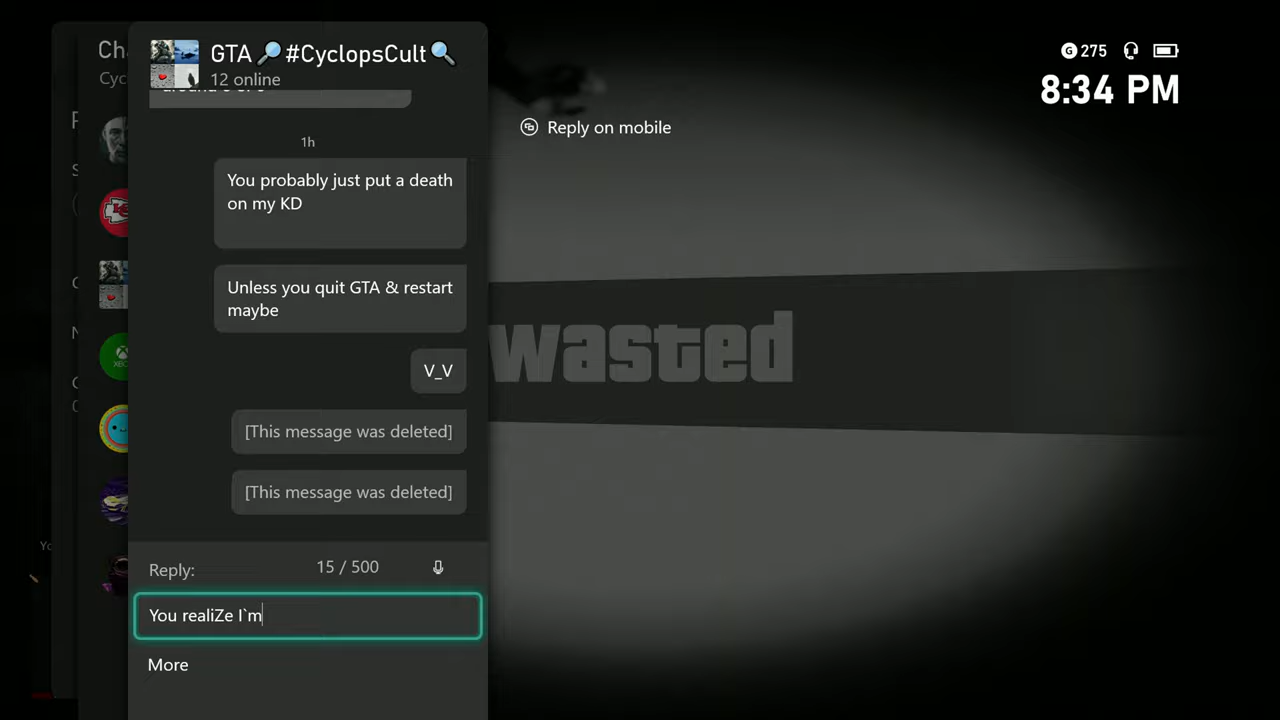 Ch
Cyc
GTA🔎#CyclopsCult🔍
12 online
G 275
8:34 PM
Reply on mobile
1h
You probably just put a death
on my KD
Unless you quit GTA & restart
maybe
V_V
[This message was deleted]
[This message was deleted]
wasted
Reply:
15 / 500
You realiZe I`m
More